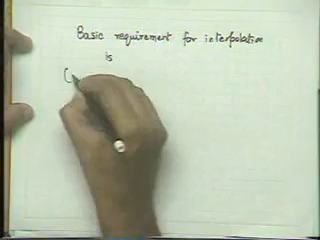 Basic requirement for interpolation
is
(